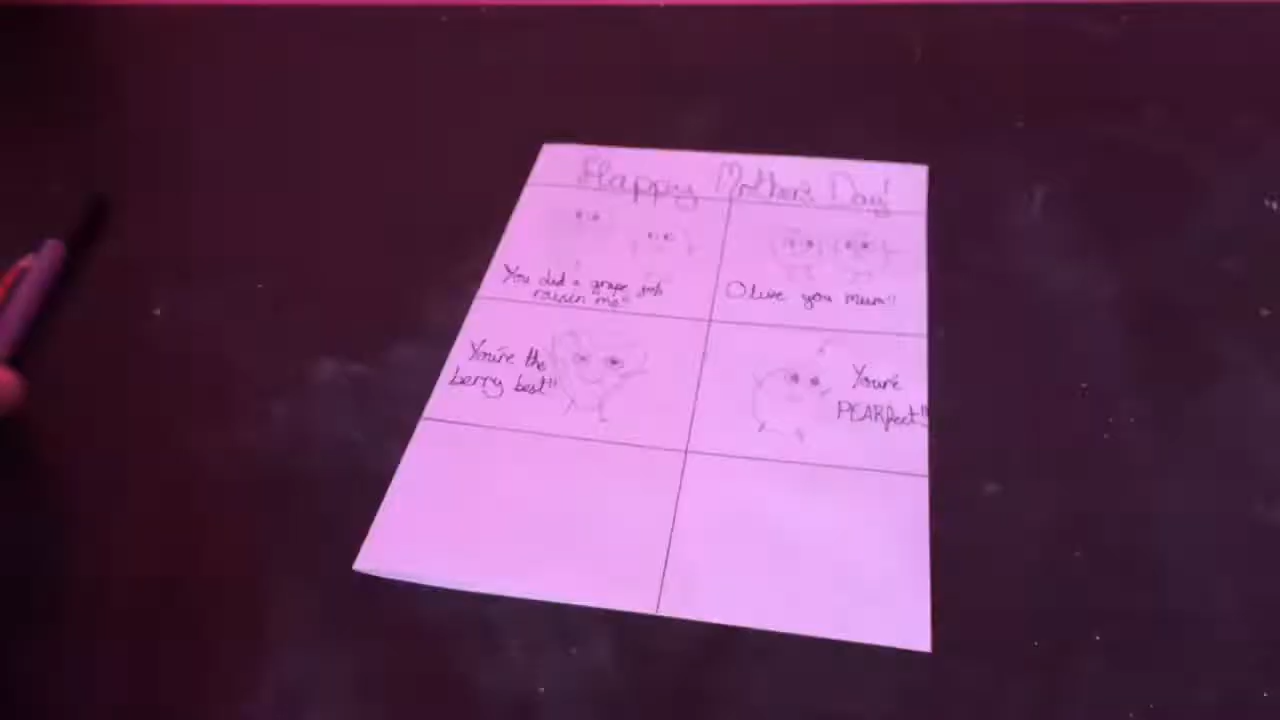 Happy Mothers Day!
You did a grape job
raisin me!!
Olive you mum!!
You're the
berry best!!
You're
PEARfect!!